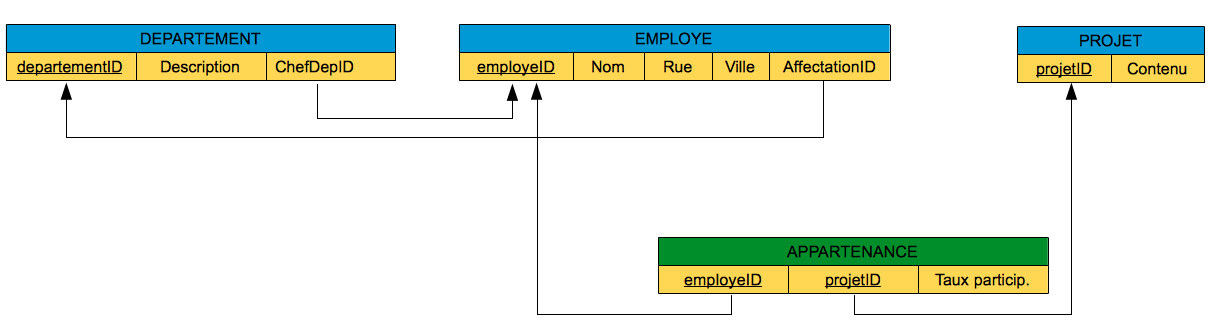 DEPARTEMENT
departementID Description ChefDepID
EMPLOYE
employeID Nom Rue Ville AffectationID
PROJET
projetID Contenu
APPARTENANCE
employeID projetID Taux particip.